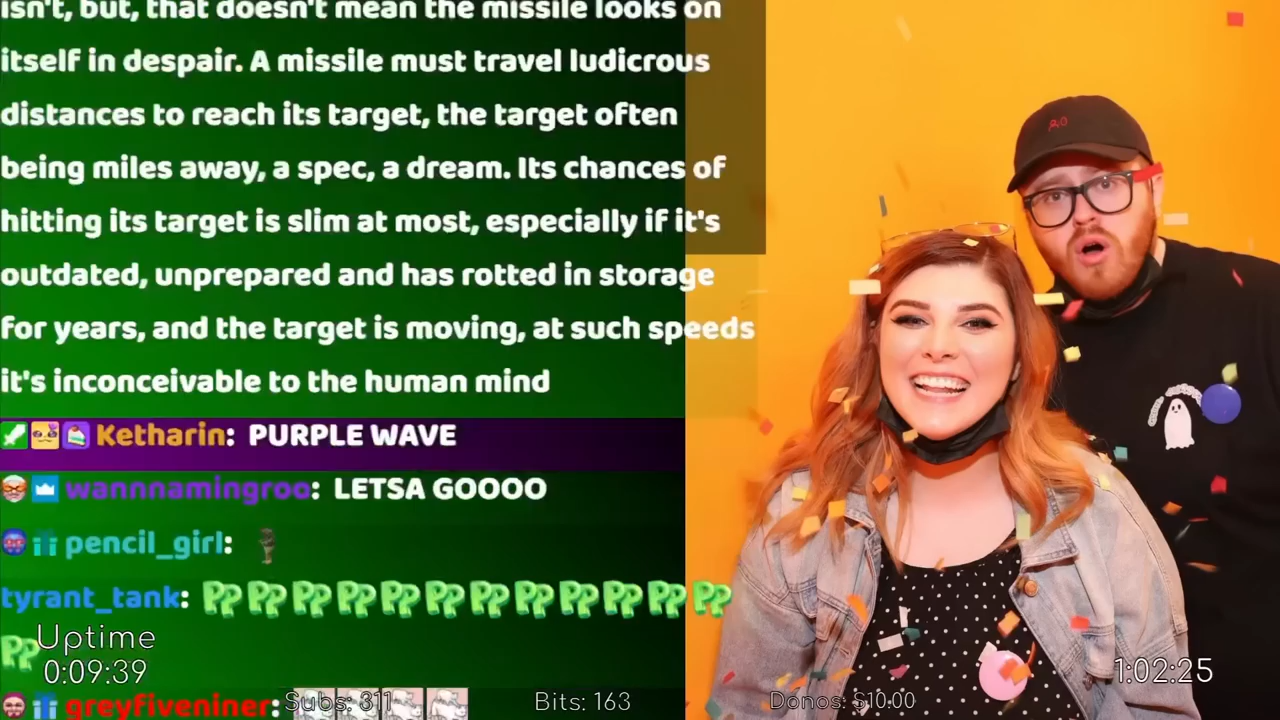 isn't, but, that doesn't mean the missile looks on
itself in despair. A missile must travel ludicrous
distances to reach its target, the target often
being miles away, a spec, a dream. Its chances of
hitting its target is slim at most, especially if it's
outdated, unprepared and has rotted in storage
for years, and the target is moving, at such speeds
it's inconceivable to the human mind
Ketharin: PURPLE WAVE
wannnamingroo: LETSA GOOOO
pencil_girl:
tyrant_tank:
Uptime
0:09:39
1:02:25
greyfiveniner:
Subs: 311
Bits: 163
Donos: $10.00